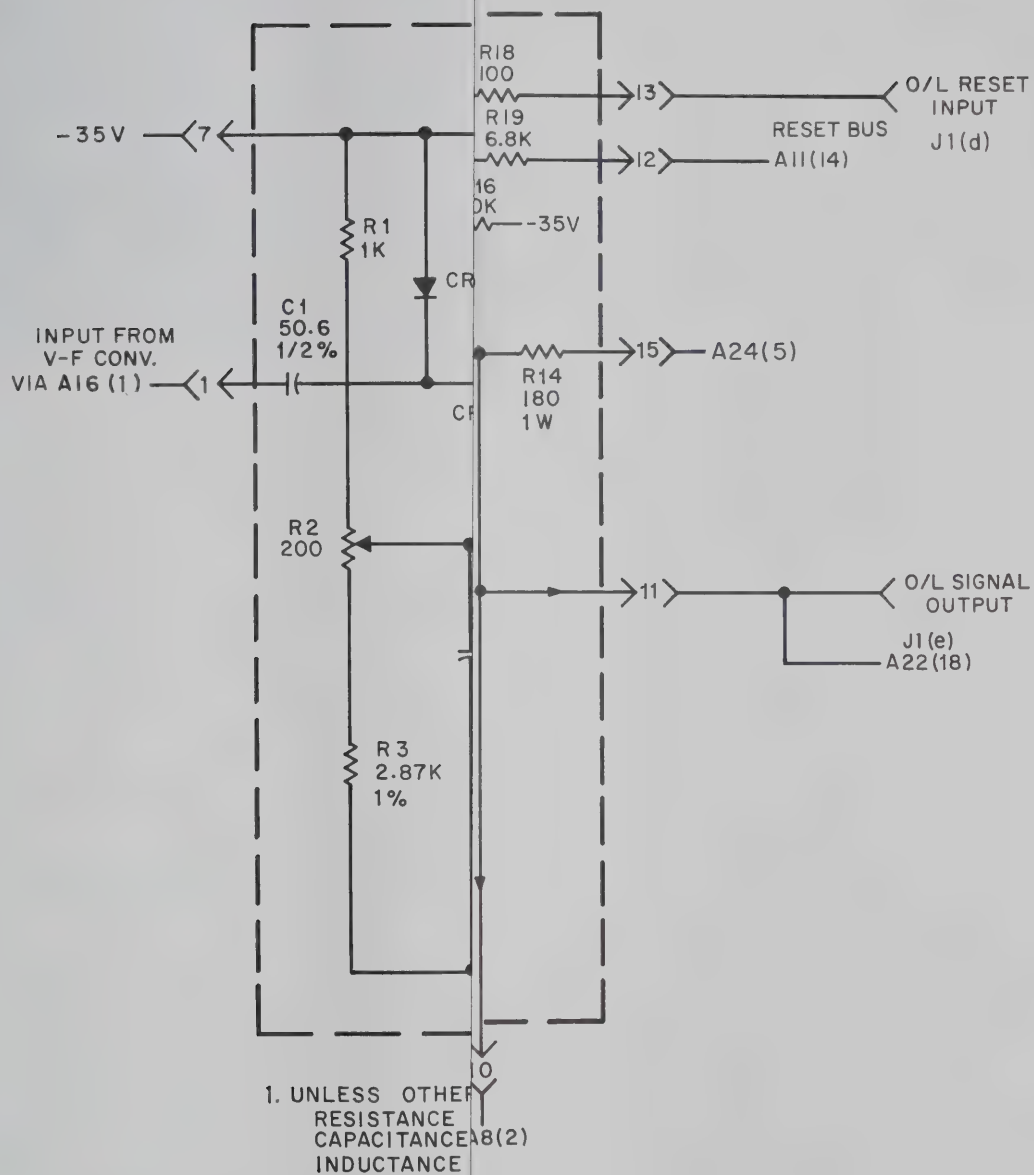 R18
100
13
O/L RESET
INPUT
J1(d)
-35V
7
R19
6.8K
12
RESET BUS
A11(14)
-35V
R1
1K
C1
50.6
1/2%
INPUT FROM
V-F CONV.
VIA A16 (1)
1
R14
180
1W
15
A24(5)
R2
200
11
O/L SIGNAL
OUTPUT
J1(e)
A22(18)
R3
2.87K
1%
10
1. UNLESS
RESISTANCE
CAPACITANCE
A8(2)
INDUCTANCE